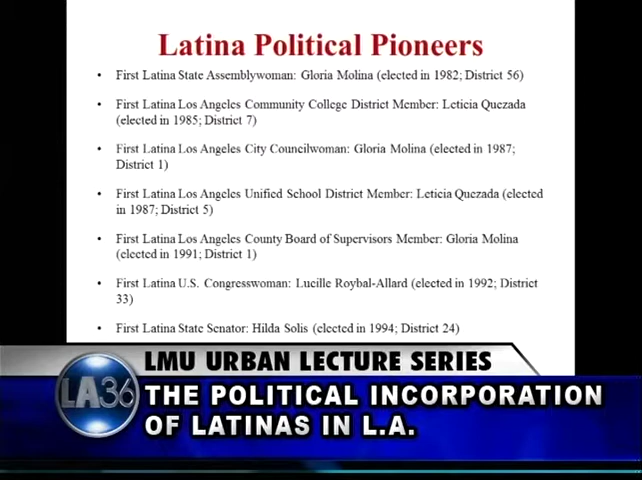 Latina Political Pioneers
• First Latina State Assemblywoman: Gloria Molina (elected in 1982; District 56)
• First Latina Los Angeles Community College District Member: Leticia Quezada
(elected in 1985; District 7)
• First Latina Los Angeles City Councilwoman: Gloria Molina (elected in 1987;
District 1)
• First Latina Los Angeles Unified School District Member: Leticia Quezada (elected
in 1987; District 5)
• First Latina Los Angeles County Board of Supervisors Member: Gloria Molina
(elected in 1991; District 1)
• First Latina U.S. Congresswoman: Lucille Roybal-Allard (elected in 1992; District
33)
• First Latina State Senator: Hilda Solis (elected in 1994; District 24)
LMU URBAN LECTURE SERIES
LA36
THE POLITICAL INCORPORATION
OF LATINAS IN L.A.